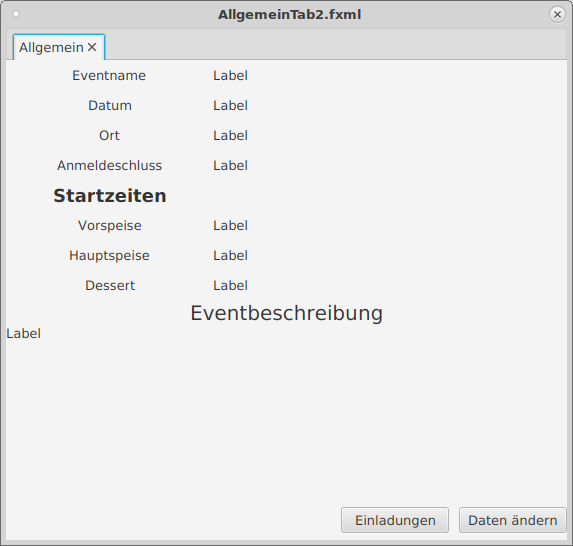 AllgemeinTab2.fxml
Allgemein
Eventname Label
Datum Label
Ort Label
Anmeldeschluss Label
Startzeiten
Vorspeise Label
Hauptspeise Label
Dessert Label
Eventbeschreibung
Label
Einladungen Daten ändern